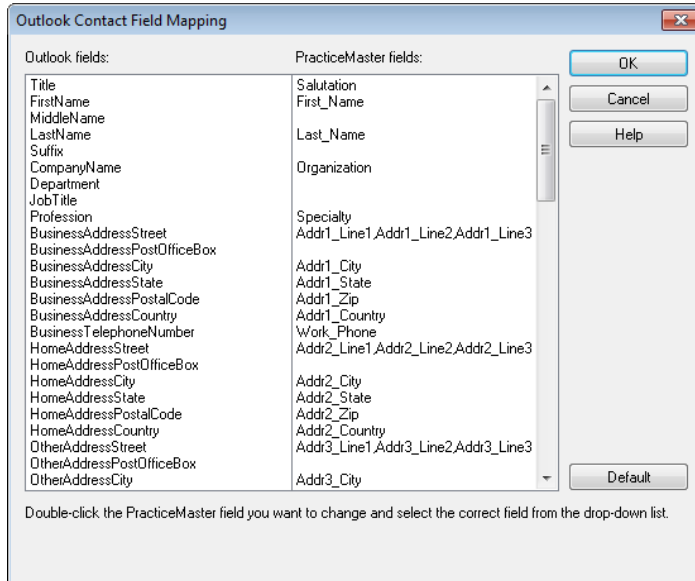 Outlook Contact Field Mapping
Outlook fields: PracticeMaster fields:
OK
Cancel
Help
Title Salutation
FirstName First_Name
MiddleName
LastName Last_Name
Suffix
CompanyName Organization
Department
JobTitle
Profession Specialty
BusinessAddressStreet Addr1_Line1,Addr1_Line2,Addr1_Line3
BusinessAddressPostOfficeBox
BusinessAddressCity Addr1_City
BusinessAddressState Addr1_State
BusinessAddressPostalCode Addr1_Zip
BusinessAddressCountry Addr1_Country
BusinessTelephoneNumber Work_Phone
HomeAddressStreet Addr2_Line1,Addr2_Line2,Addr2_Line3
HomeAddressPostOfficeBox
HomeAddressCity Addr2_City
HomeAddressState Addr2_State
HomeAddressPostalCode Addr2_Zip
HomeAddressCountry Addr2_Country
OtherAddressStreet Addr3_Line1,Addr3_Line2,Addr3_Line3
OtherAddressPostOfficeBox
OtherAddressCity Addr3_City
Default
Double-click the PracticeMaster field you want to change and select the correct field from the drop-down list.